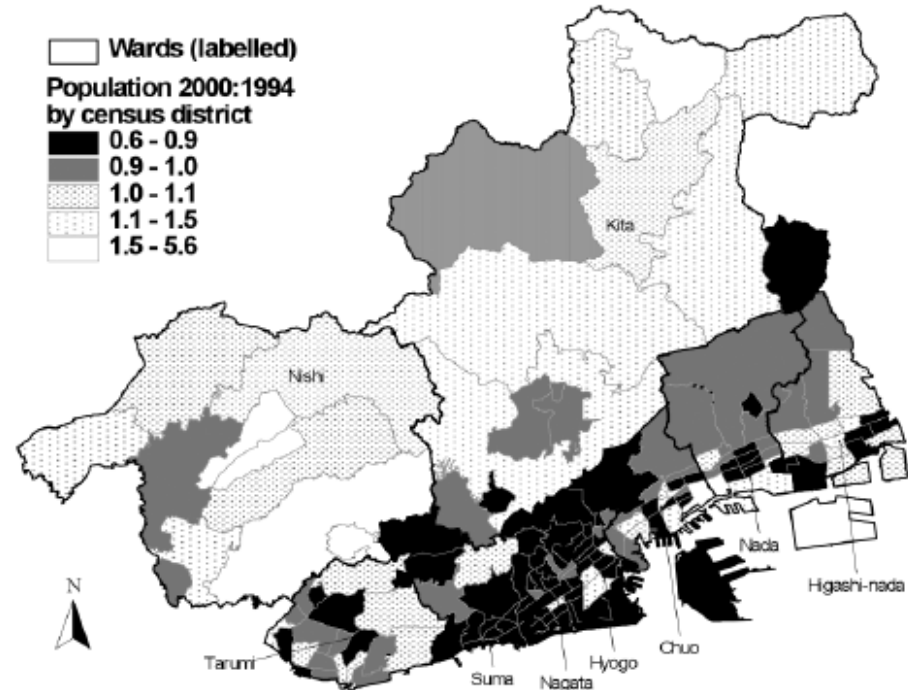 Wards (labelled)
Population 2000:1994
by census district
0.6 - 0.9
0.9 - 1.0
1.0 - 1.1
1.1 - 1.5
1.5 - 5.6
Kita
Nishi
N
Nada
Higashi-nada
Chuo
Hyogo
Tarumi
Suma
Nagata